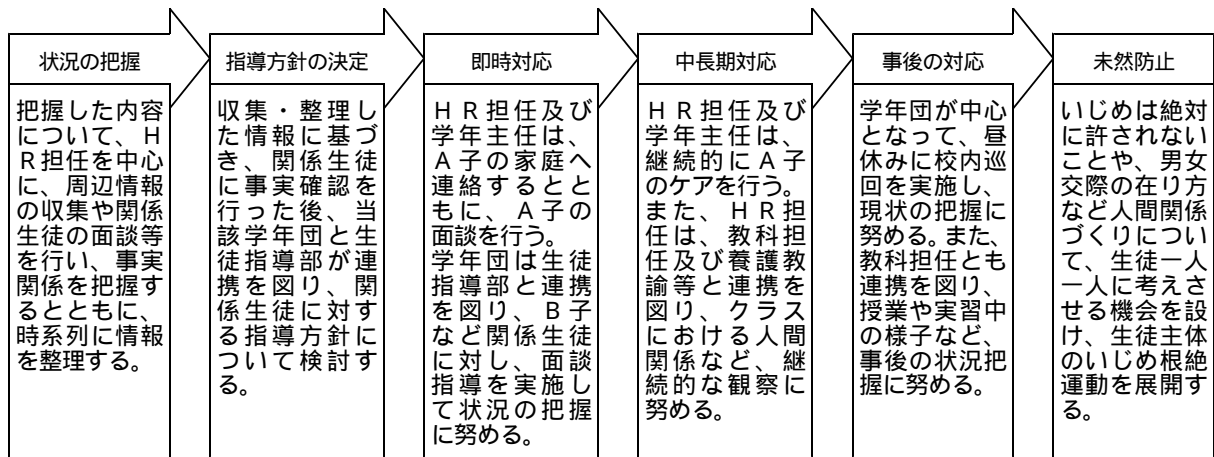 状況の把握
把握した内容
について、Ｈ
Ｒ担任を中心
に、周辺情報
の収集や関係
生徒の面談等
を行い、事実
関係を把握す
るとともに、
時系列に情報
を整理する。
指導方針の決定
収集・整理し
た情報に基づ
き、関係生徒
に事実確認を
行った後、当
該学年団と生
徒指導部が連
携を図り、関
係生徒に対す
る指導方針に
ついて検討す
る。
即時対応
ＨＲ担任及び
学年主任は、
Ａ子の家庭へ
連絡するとと
もに、Ａ子の
面談を行う。
学年団は生徒
指導部と連携
を図り、Ｂ子
など関係生徒
に対し、面談
指導を実施し
て状況の把握
に努める。
中長期対応
ＨＲ担任及び
学年主任は、
継続的にＡ子
のケアを行う。
また、ＨＲ担
任は、教科担
任及び養護教
諭等と連携を
図り、クラス
における人間
関係など、継
続的な観察に
努める。
事後の対応
学年団が中心
となって、昼
休みに校内巡
回を実施し、
現状の把握に
努める。また、
教科担任とも
連携を図り、
授業や実習中
の様子など、
事後の状況把
握に努める。
未然防止
いじめは絶対
に許されない
ことや、男女
交際の在り方
など人間関係
づくりについ
て、生徒一人
一人に考えさ
せる機会を設
け、生徒主体
のいじめ根絶
運動を展開す
る。